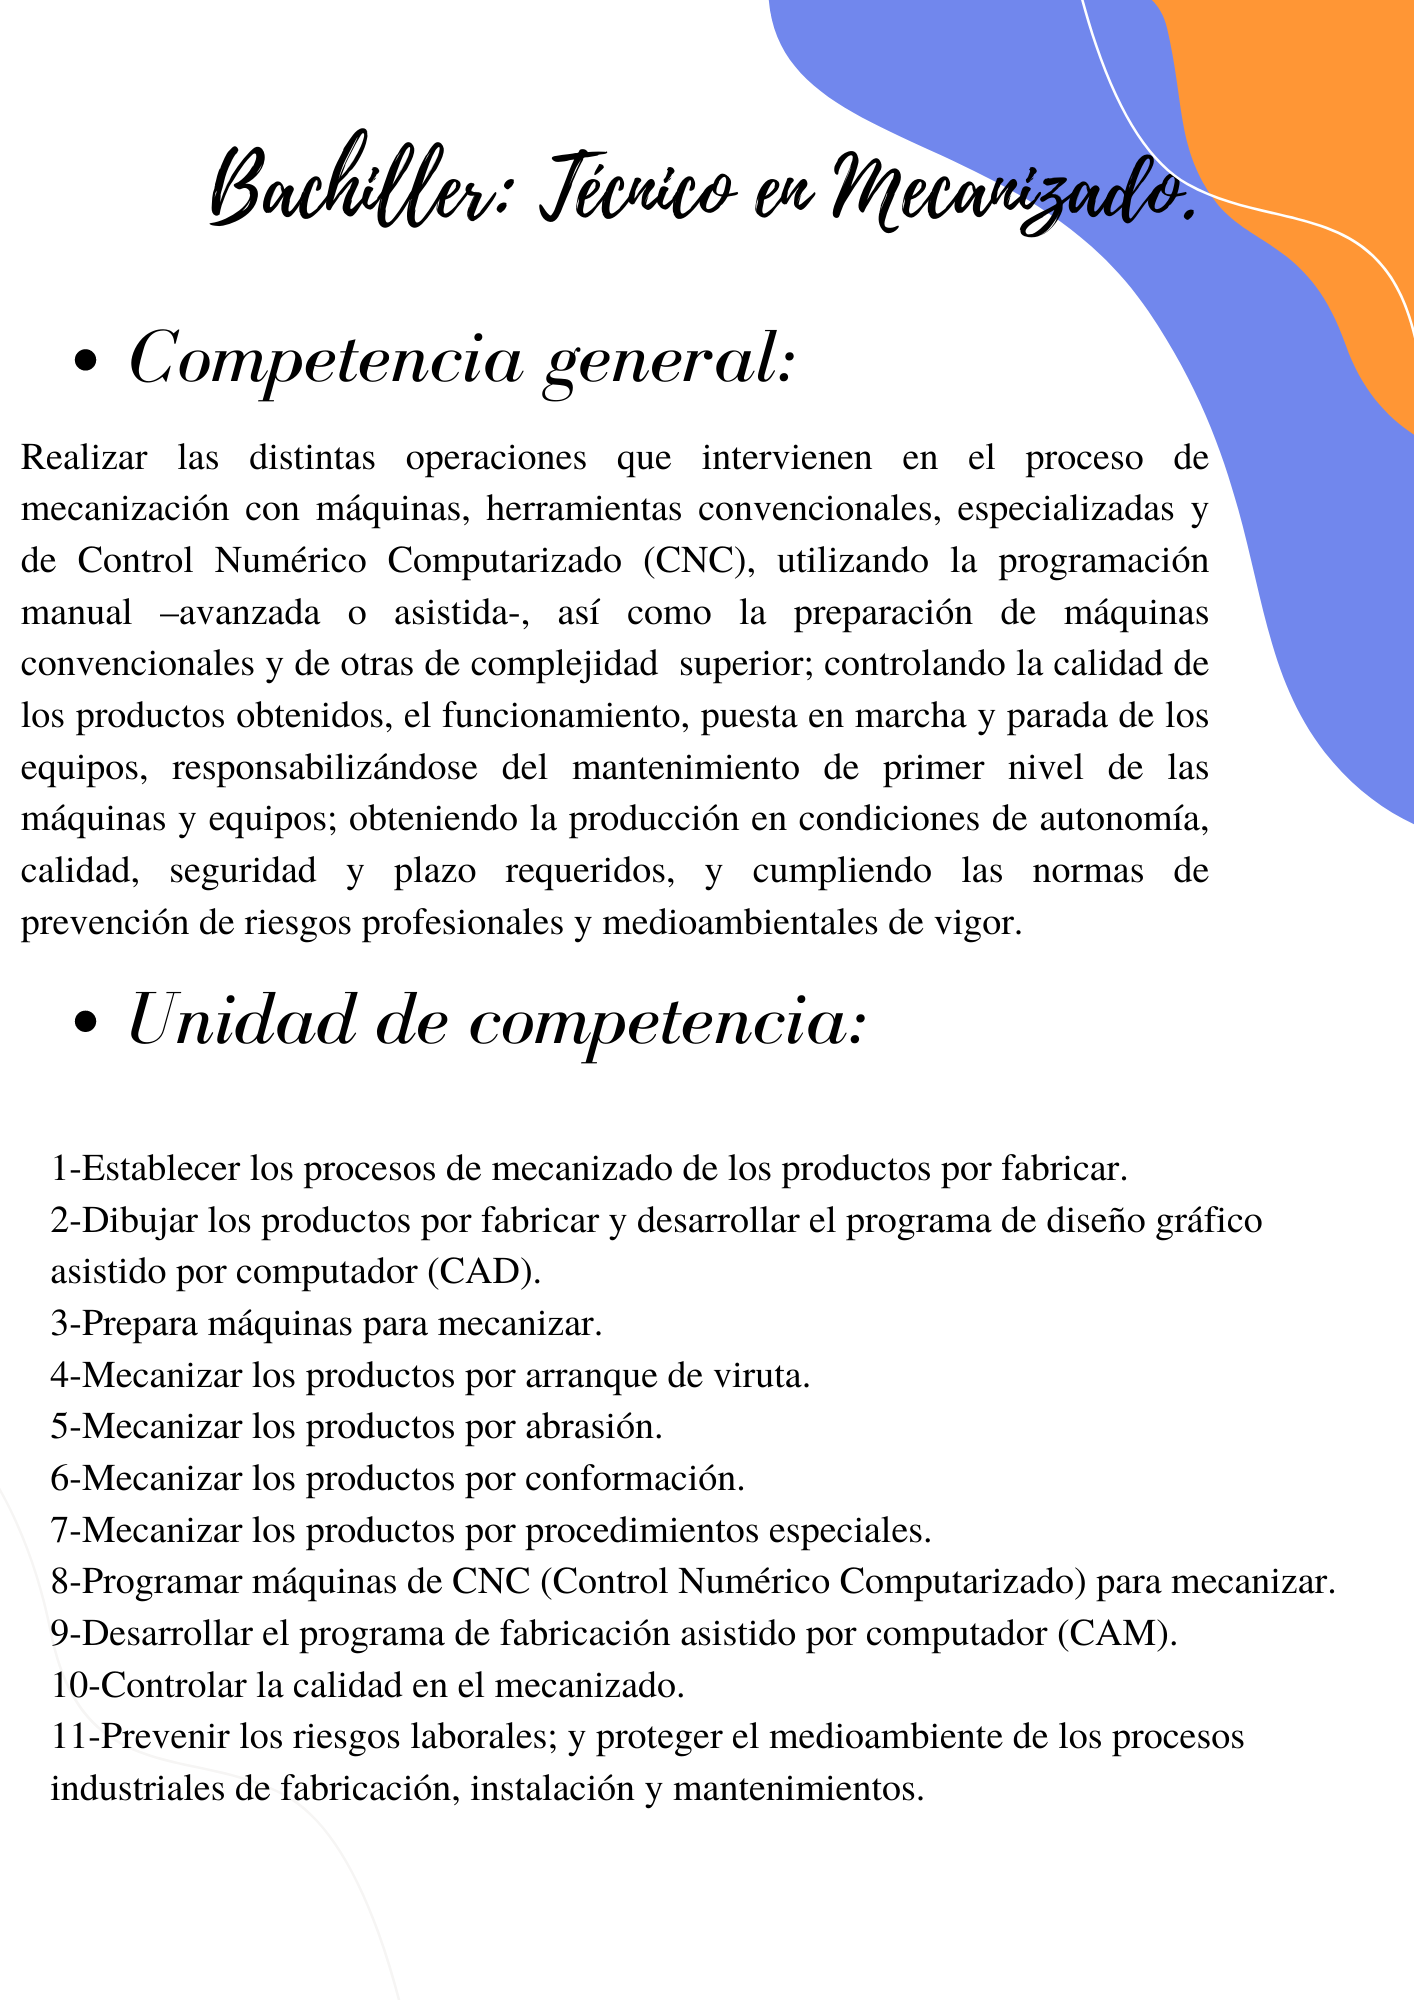 Bachiller: Técnico en Mecanizado.
• Competencia general:
Realizar las distintas operaciones que intervienen en el proceso de
mecanización con máquinas, herramientas convencionales, especializadas y
de Control Numérico Computarizado (CNC), utilizando la programación
manual –avanzada o asistida-, así como la preparación de máquinas
convencionales y de otras de complejidad superior; controlando la calidad de
los productos obtenidos, el funcionamiento, puesta en marcha y parada de los
equipos, responsabilizándose del mantenimiento de primer nivel de las
máquinas y equipos; obteniendo la producción en condiciones de autonomía,
calidad, seguridad y plazo requeridos, y cumpliendo las normas de
prevención de riesgos profesionales y medioambientales de vigor.
• Unidad de competencia:
1-Establecer los procesos de mecanizado de los productos por fabricar.
2-Dibujar los productos por fabricar y desarrollar el programa de diseño gráfico
asistido por computador (CAD).
3-Prepara máquinas para mecanizar.
4-Mecanizar los productos por arranque de viruta.
5-Mecanizar los productos por abrasión.
6-Mecanizar los productos por conformación.
7-Mecanizar los productos por procedimientos especiales.
8-Programar máquinas de CNC (Control Numérico Computarizado) para mecanizar.
9-Desarrollar el programa de fabricación asistido por computador (CAM).
10-Controlar la calidad en el mecanizado.
11-Prevenir los riesgos laborales; y proteger el medioambiente de los procesos
industriales de fabricación, instalación y mantenimientos.